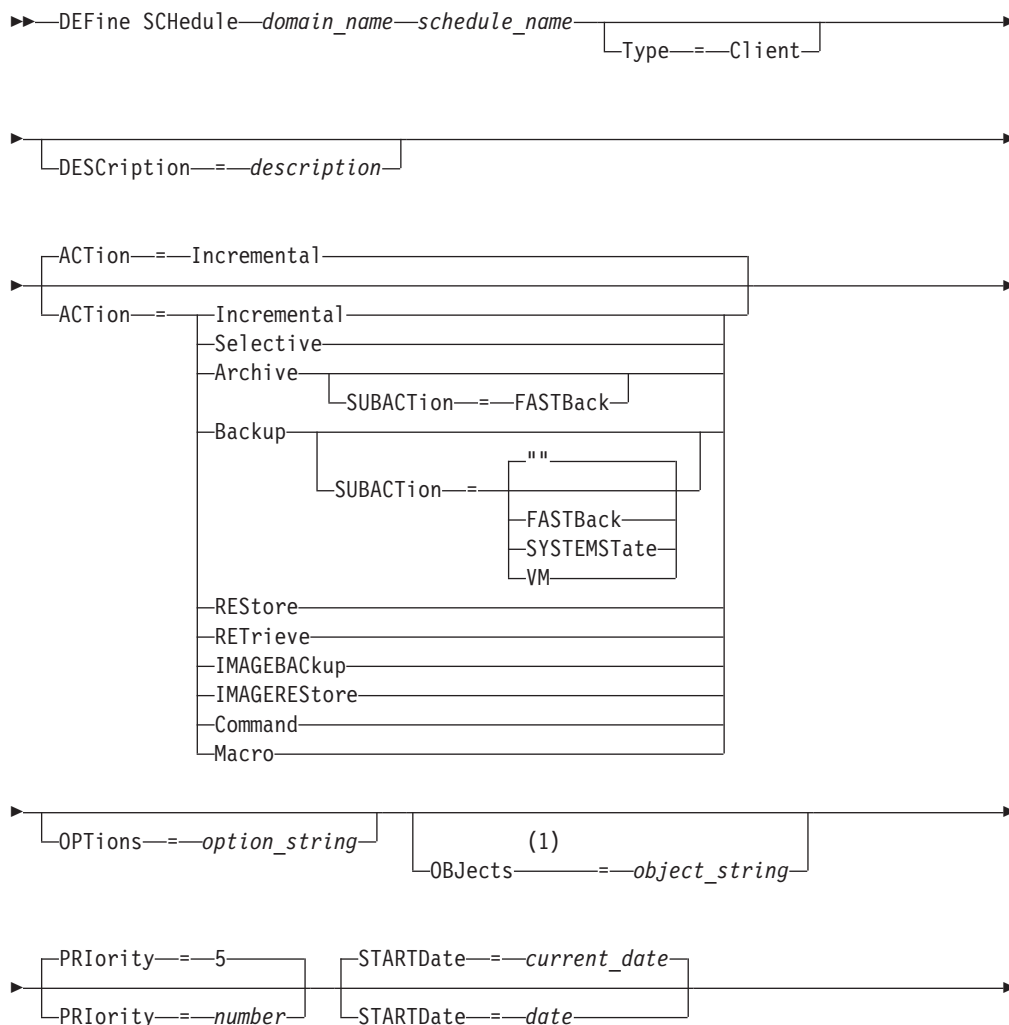 DEFine SCHedule domain_name schedule_name
Type = Client
DESCription = description
ACTion = Incremental
ACTion = Incremental
Selective
Archive
SUBACTion = FASTBack
Backup
""
SUBACTion =
FASTBack
SYSTEMSTate
VM
REStore
RETrieve
IMAGEBACkup
IMAGEREStore
Command
Macro
OPTions = option_string
(1)
OBJects = object_string
PRIority = 5 STARTDate = current_date
PRIority = number STARTDate = date